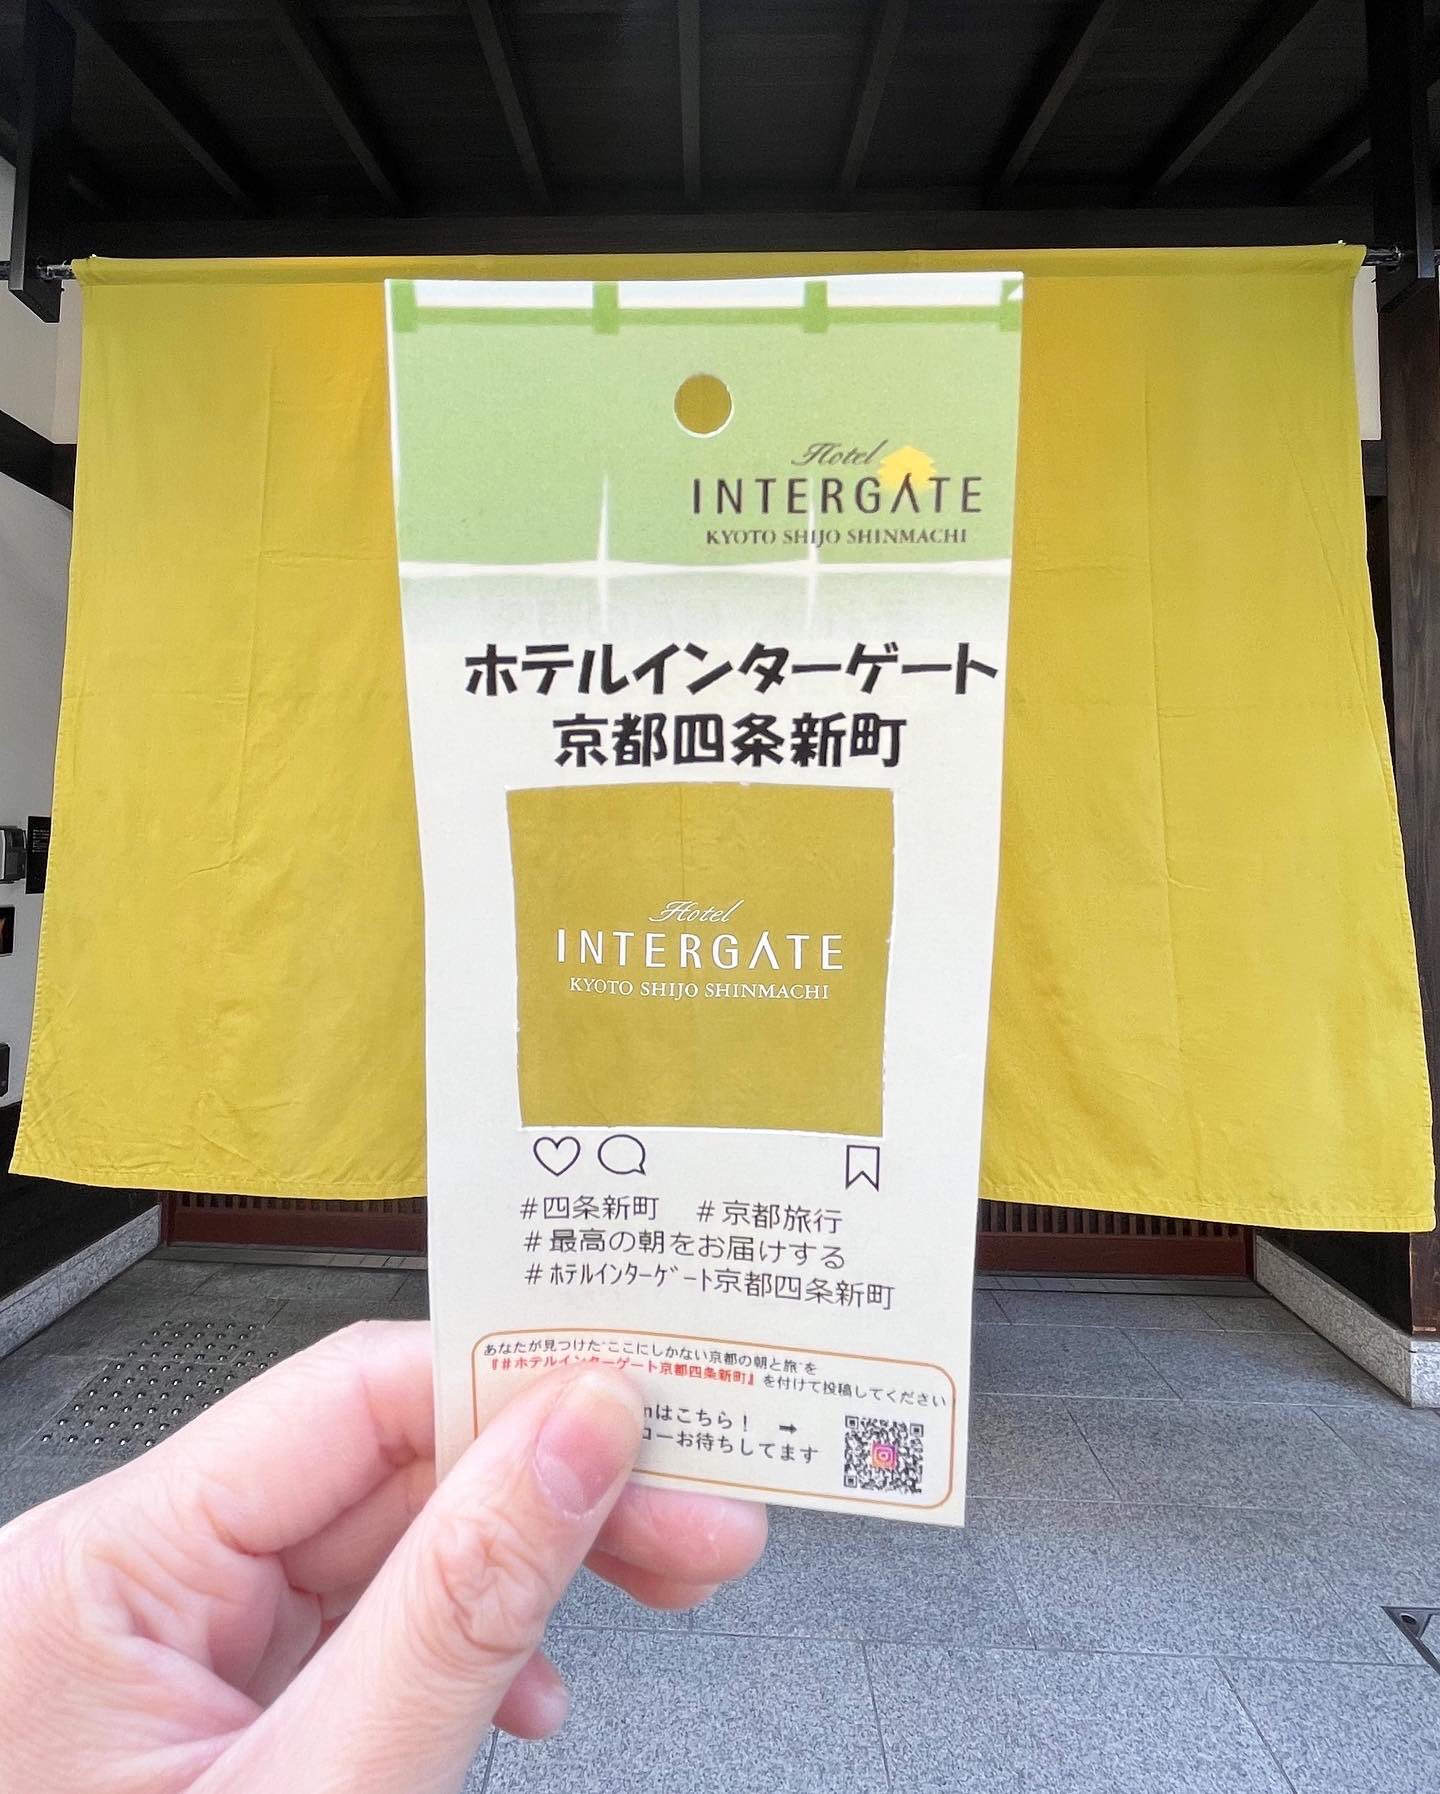 Hotel
INTERGATE
KYOTO SHIJO SHINMACHI
ホテルインターゲート
京都四条新町
Hotel
INTERGATE
KYOTO SHIJO SHINMACHI
#四条新町 #京都旅行
#最高の朝をお届けする
#ﾎﾃﾙｲﾝﾀｰｹﾞｰﾄ京都四条新町
あなたが見つけた"ここにしかない京都の朝と旅"を
『#ホテルインターゲート京都四条新町』を付けて投稿してください
はこちら！ ➡
お待ちしてます